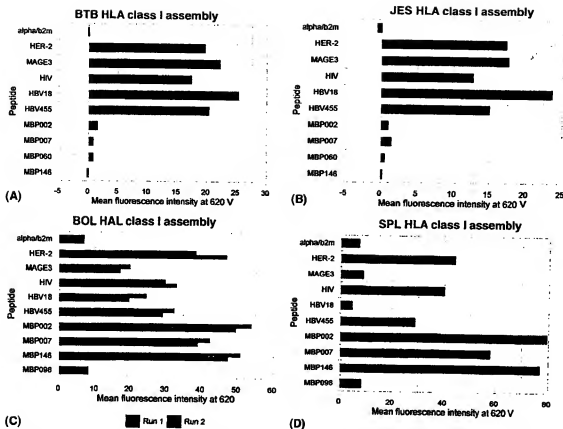 BTB HLA class I assembly
alpha/b2m
HER-2
MAGE3
HIV
HBV18
HBV455
MBP002
MBP007
MBP060
MBP146
Peptide
-5 0 5 10 15 20 25 30
Mean fluorescence intensity at 620 V
(A)
JES HLA class I assembly
alpha/b2m
HER-2
MAGE3
HIV
HBV18
HBV455
MBP002
MBP007
MBP060
MBP146
Peptide
-5 0 5 10 15 20 25
Mean fluorescence intensity at 620 V
(B)
BOL HAL class I assembly
alpha/b2m
HER-2
MAGE3
HIV
HBV18
HBV455
MBP002
MBP007
MBP146
MBP098
Peptide
0 10 20 30 40 50 60
Mean fluorescence intensity at 620
Run 1 Run 2
(C)
SPL HLA class I assembly
alpha/b2m
HER-2
MAGE3
HIV
HBV18
HBV455
MBP002
MBP007
MBP146
MBP098
Peptide
0 20 40 60 80
Mean fluorescence intensity at 620 V
(D)